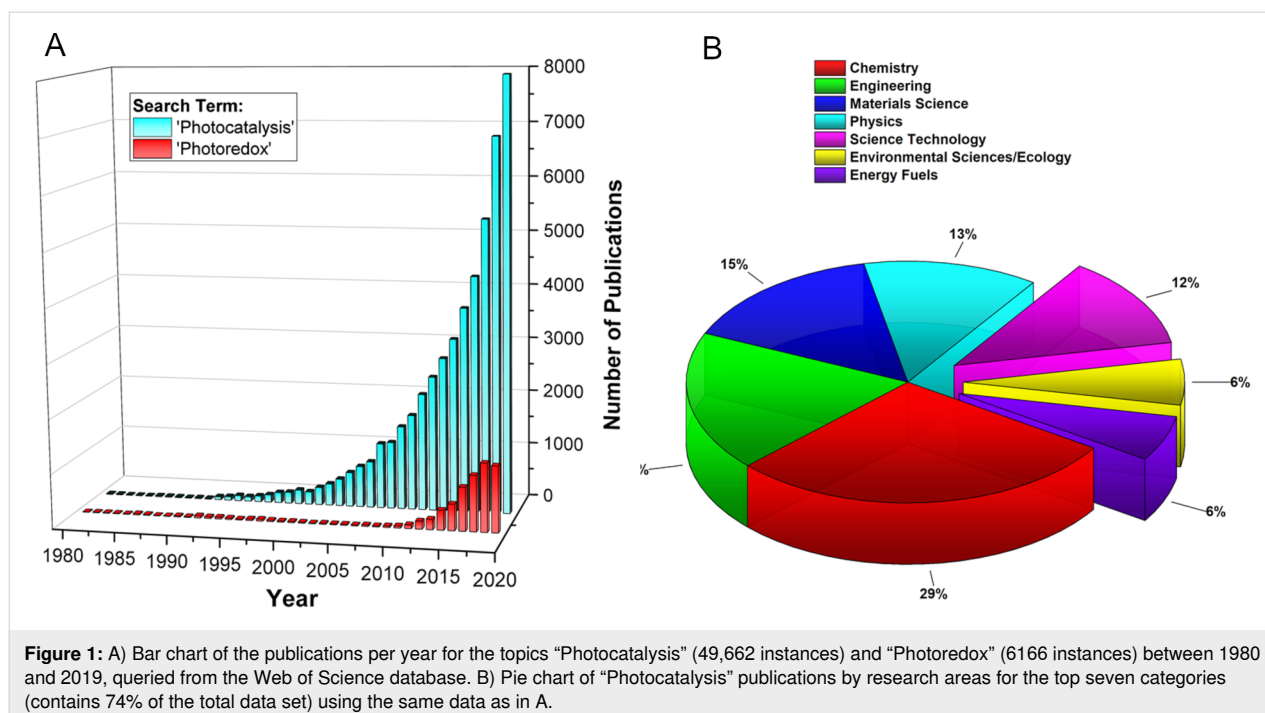 A
Search Term:
'Photocatalysis'
'Photoredox'
8000
7000
6000
5000
4000
3000
2000
1000
0
Number of Publications
1980 1985 1990 1995 2000 2005 2010 2015 2020
Year
B
Chemistry
Engineering
Materials Science
Physics
Science Technology
Environmental Sciences/Ecology
Energy Fuels
13%
15%
12%
6%
%
6%
29%
Figure 1: A) Bar chart of the publications per year for the topics “Photocatalysis” (49,662 instances) and “Photoredox” (6166 instances) between 1980
and 2019, queried from the Web of Science database. B) Pie chart of “Photocatalysis” publications by research areas for the top seven categories
(contains 74% of the total data set) using the same data as in A.